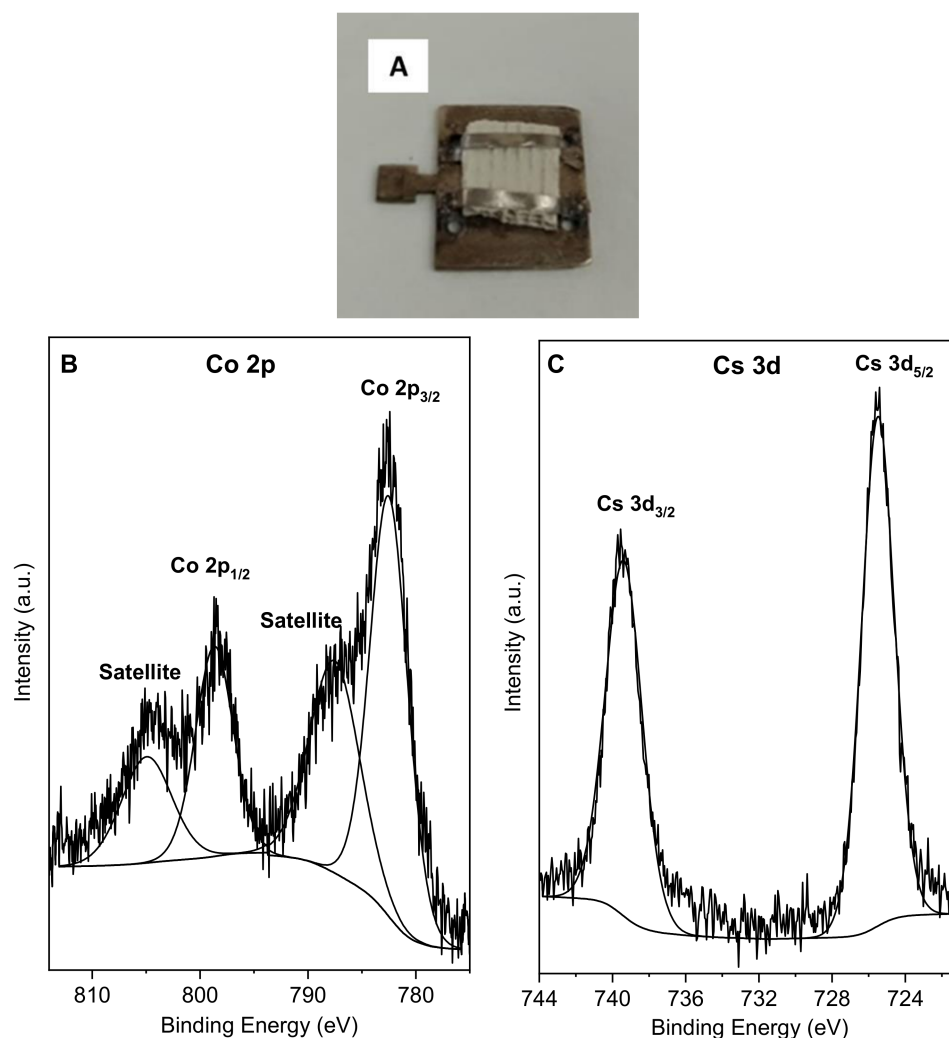 A
B
Co 2p
Co 2p3/2
Co 2p1/2
Satellite
Satellite
Intensity (a.u.)
810 800 790 780
Binding Energy (eV)
C
Cs 3d
Cs 3d5/2
Cs 3d3/2
Intensity (a.u.)
744 740 736 732 728 724
Binding Energy (eV)